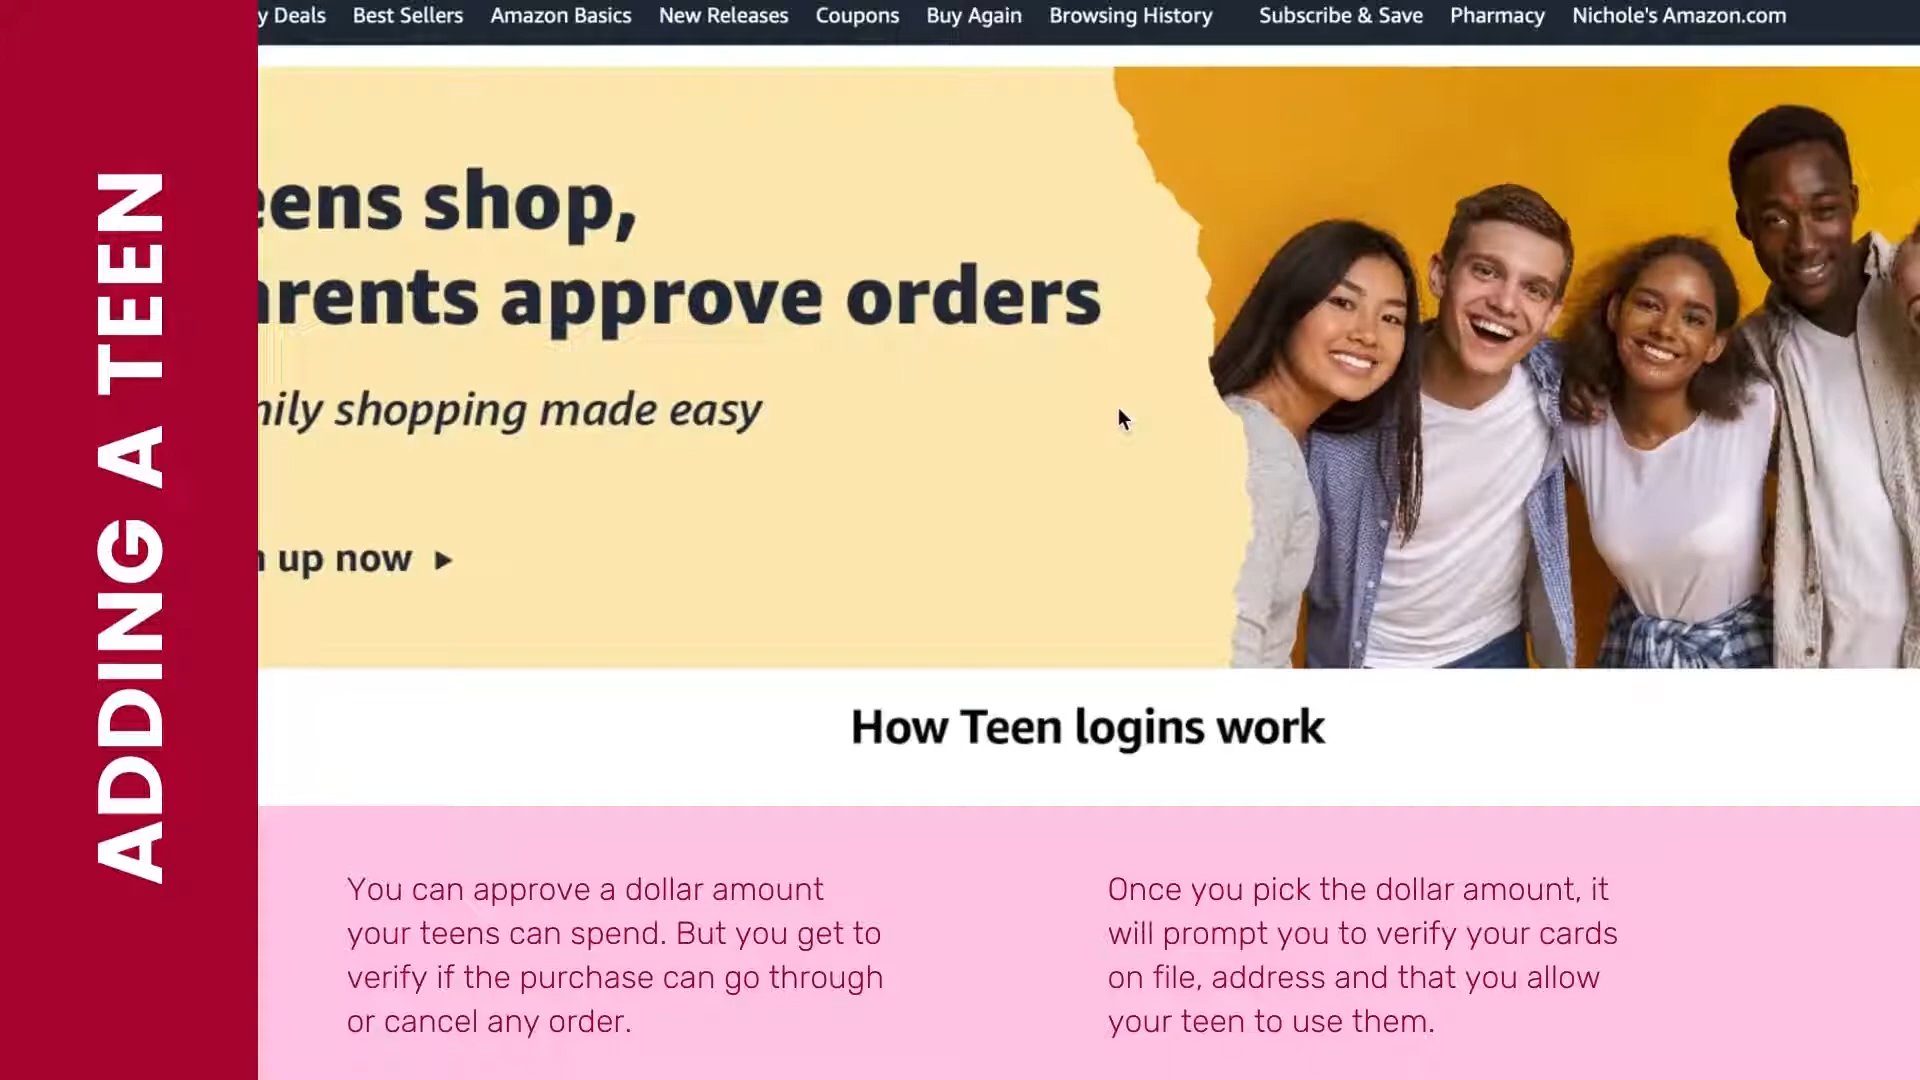 y Deals Best Sellers Amazon Basics New Releases Coupons Buy Again Browsing History Subscribe & Save Pharmacy Nichole's Amazon.com
ADDING A TEEN
eens shop,
arents approve orders
mily shopping made easy
n up now
How Teen logins work
You can approve a dollar amount
your teens can spend. But you get to
verify if the purchase can go through
or cancel any order.
Once you pick the dollar amount, it
will prompt you to verify your cards
on file, address and that you allow
your teen to use them.